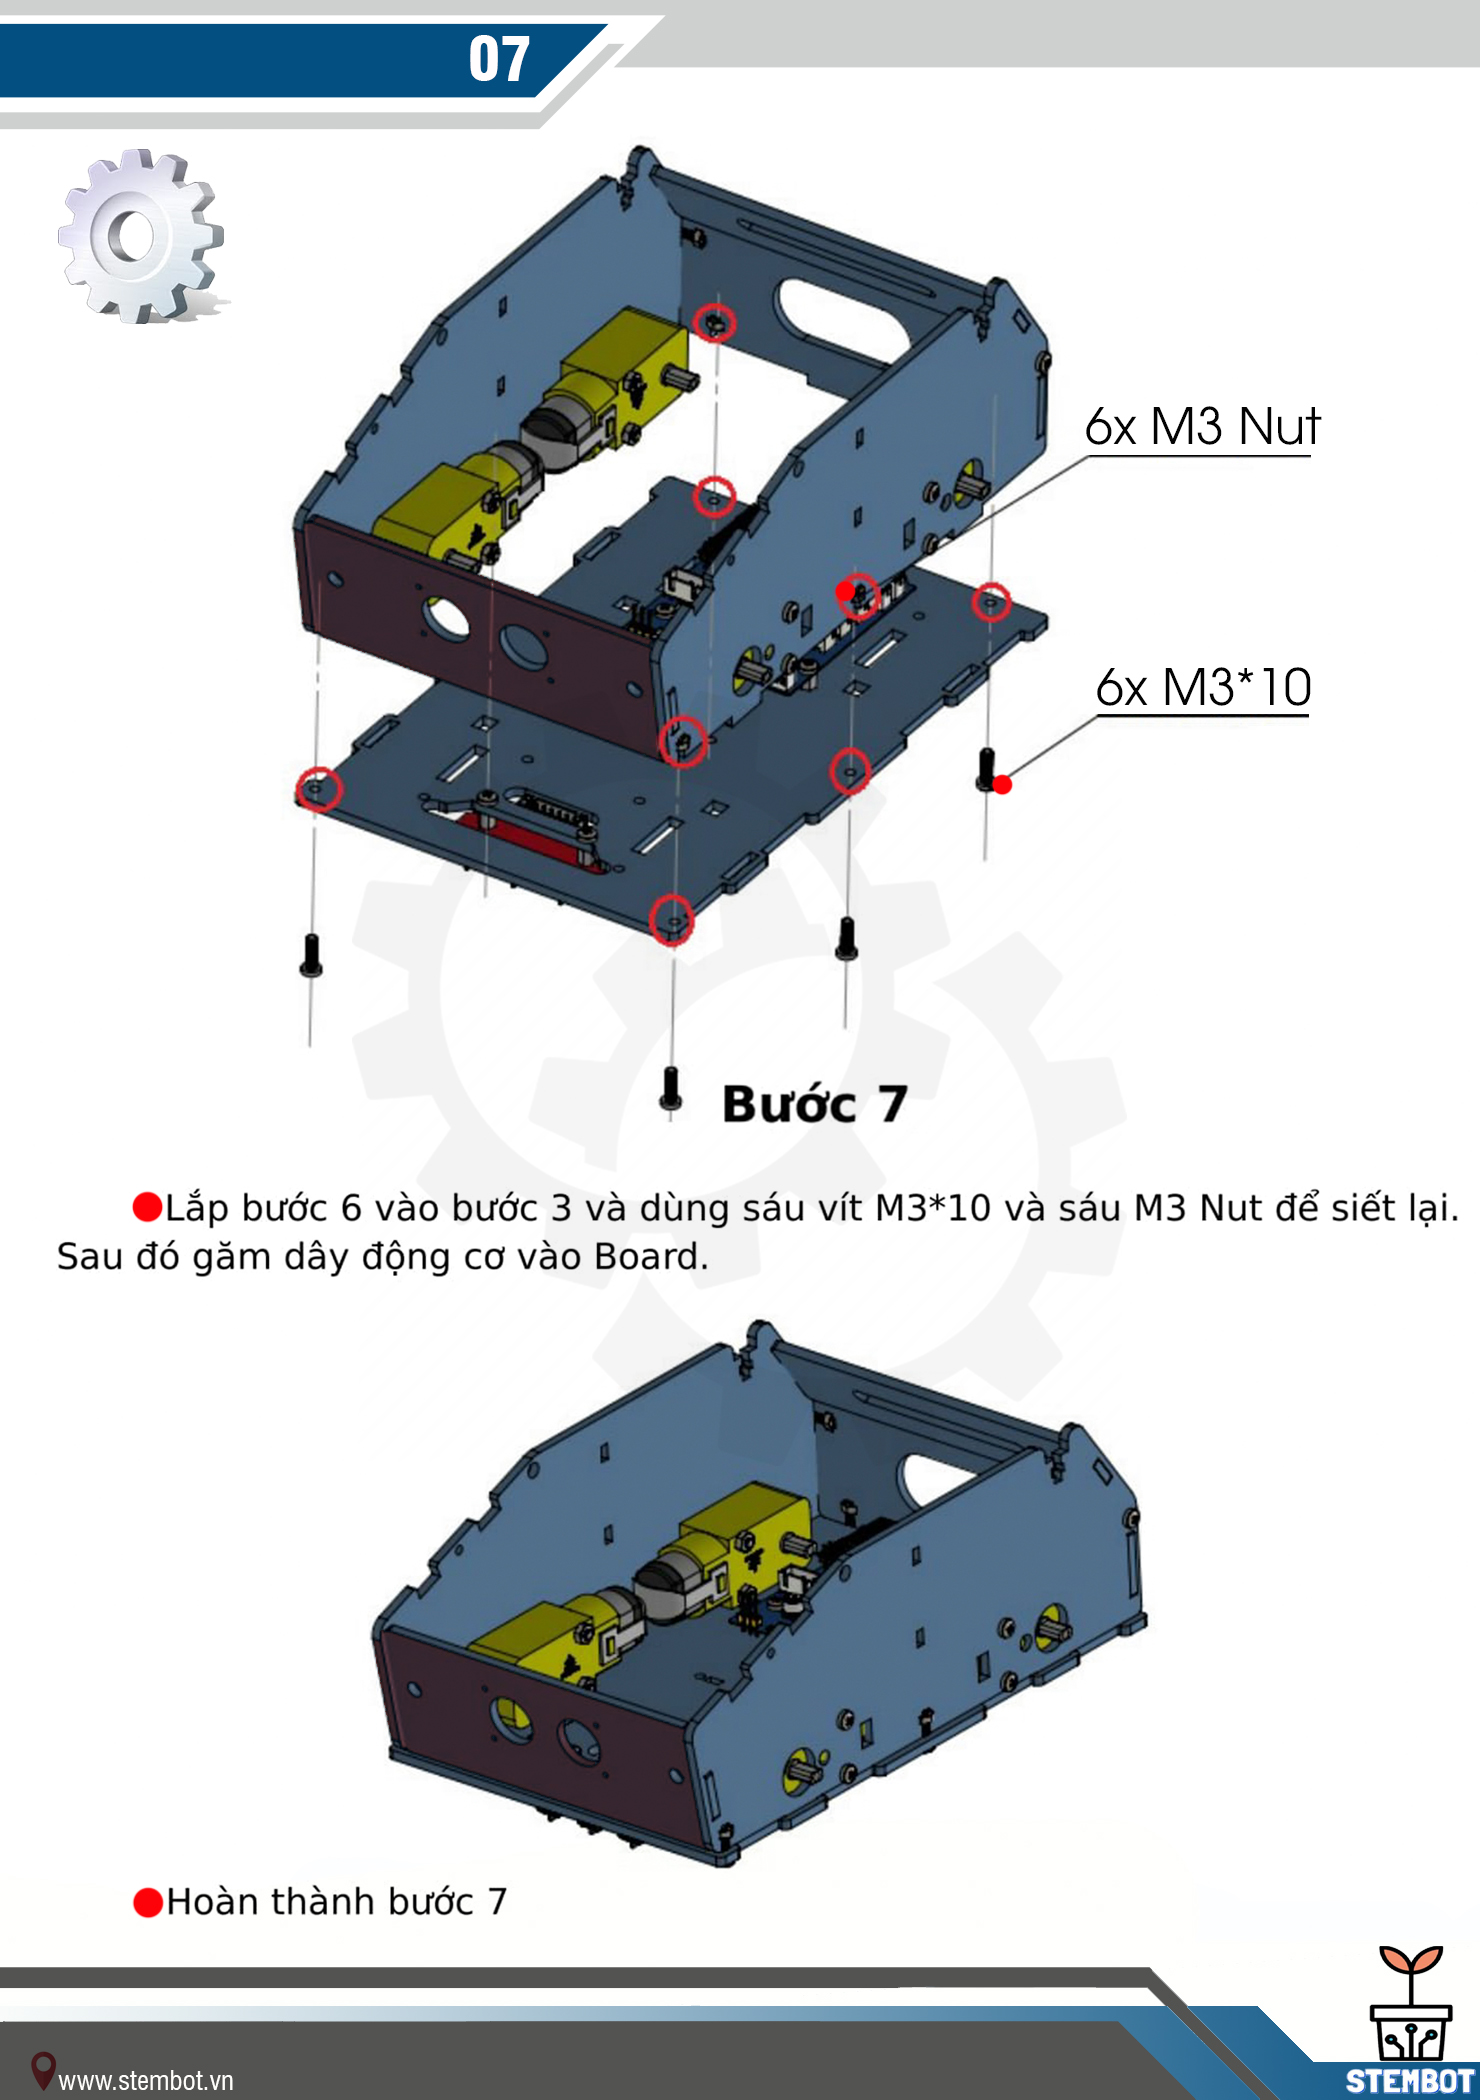 07
6x M3 Nut
6x M3*10
Bước 7
Lắp bước 6 vào bước 3 và dùng sáu vít M3*10 và sáu M3 Nut để siết lại.
Sau đó găm dây động cơ vào Board.
Hoàn thành bước 7
www.stembot.vn
STEMBOT